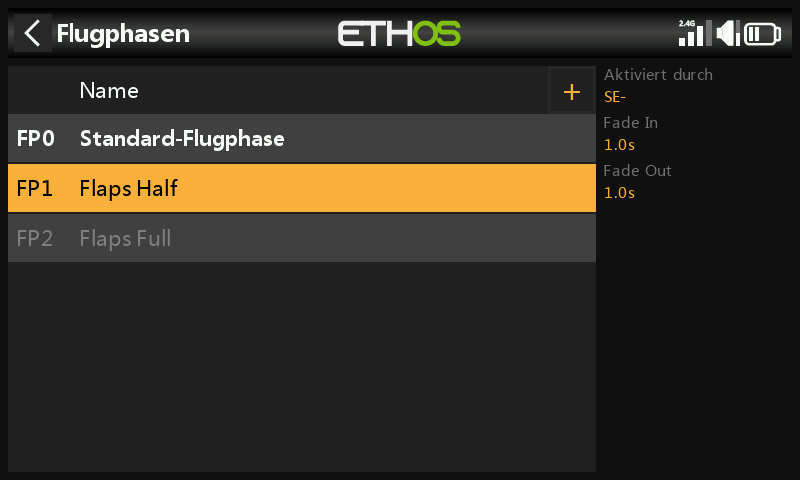 Flugphasen
ETHOS
2.4G
Name
+
FP0 Standard-Flugphase
FP1 Flaps Half
FP2 Flaps Full
Aktiviert durch
SE-
Fade In
1.0s
Fade Out
1.0s